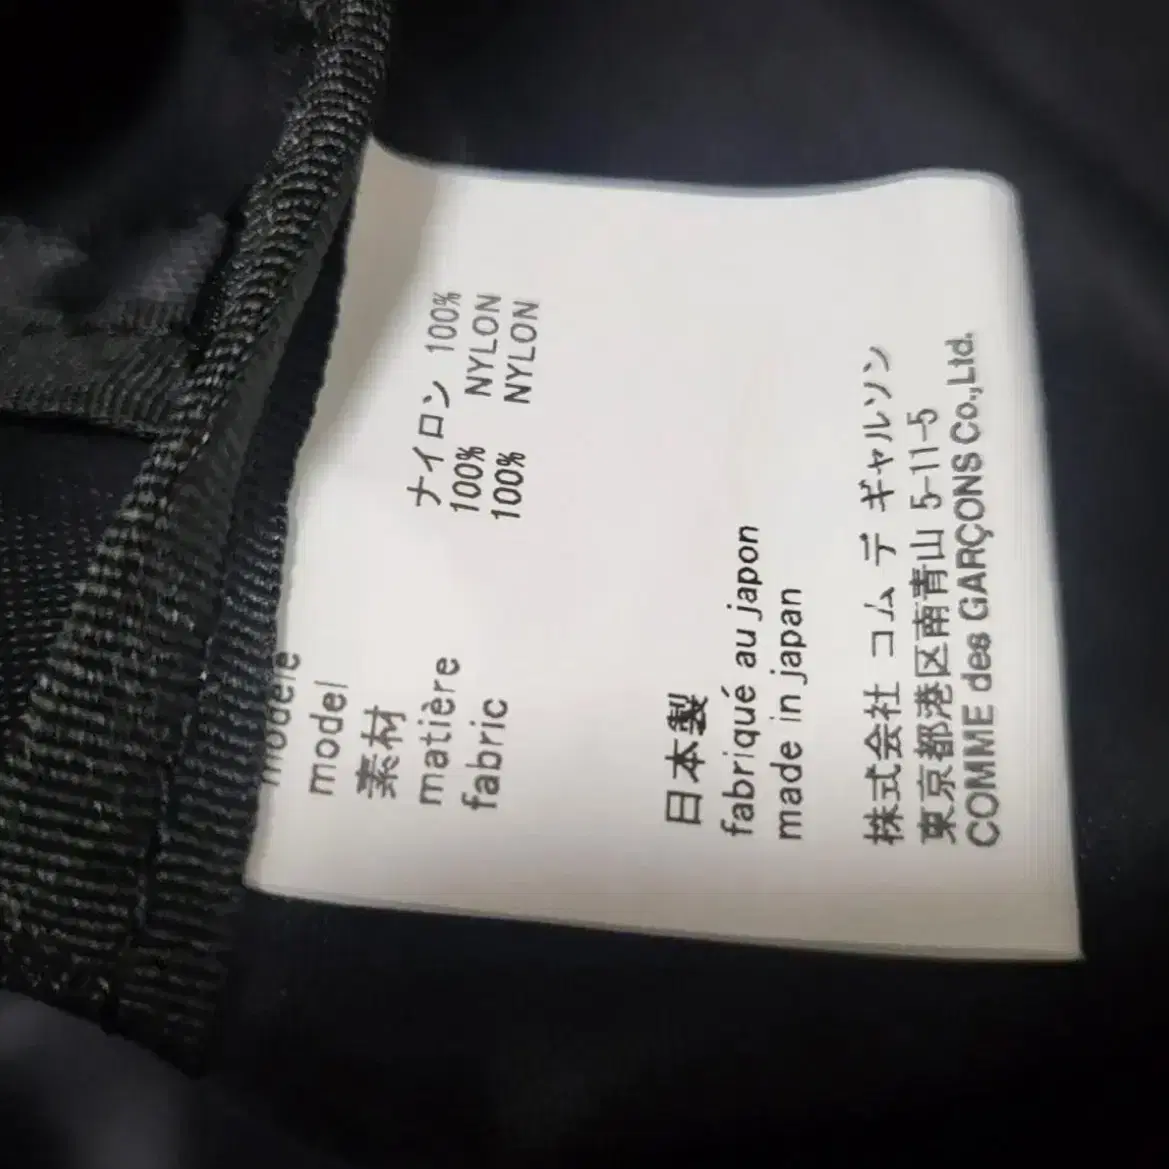 modèle
model
素材 ナイロン 100%
matière 100% NYLON
fabric 100% NYLON
日本製
fabriqué au japon
made in japan
株式会社 コム デ ギャルソン
東京都港区南青山 5-11-5
COMME des GARÇONS Co.,Ltd.